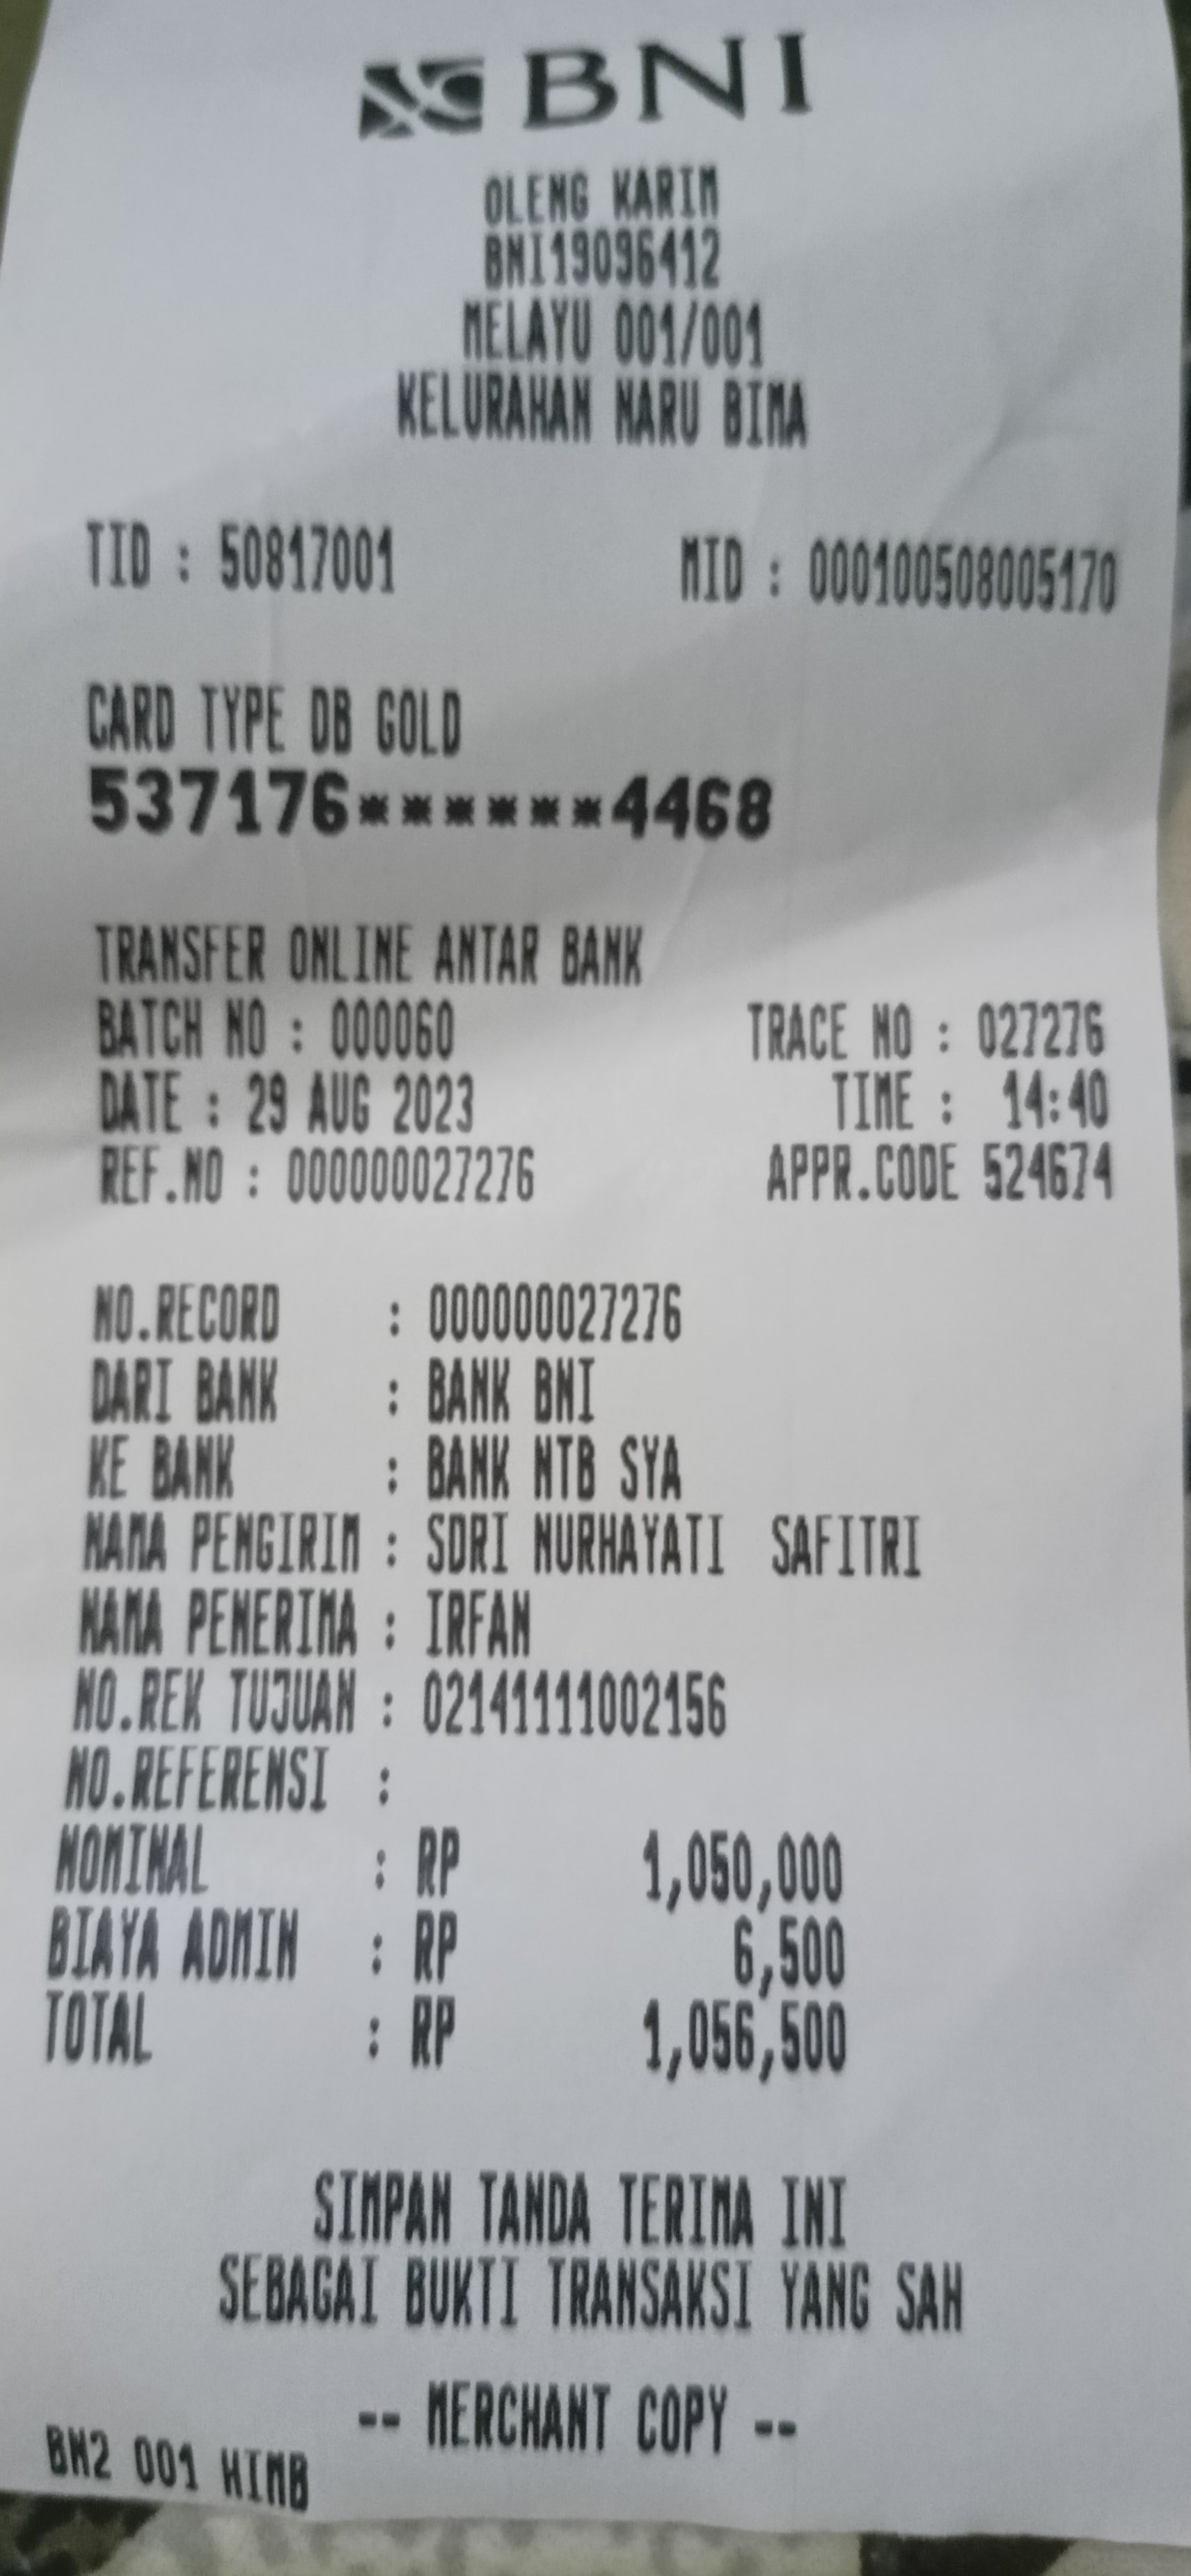 BNI
OLENG KARIM
BNI19096412
MELAYU 001/001
KELURAHAN NARU BIMA
TID : 50817001 MID : 000100508005170
CARD TYPE DB GOLD
537176******4468
TRANSFER ONLINE ANTAR BANK
BATCH NO : 000060 TRACE NO : 027276
DATE : 29 AUG 2023 TIME : 14:40
REF.NO : 000000027276 APPR.CODE 524674
NO.RECORD : 000000027276
DARI BANK : BANK BNI
KE BANK : BANK NTB SYA
NAMA PENGIRIM : SDRI NURHAYATI SAFITRI
NAMA PENERIMA : IRFAN
NO.REK TUJUAN : 02141111002156
NO.REFERENSI :
NOMINAL : RP 1,050,000
BIAYA ADMIN : RP 6,500
TOTAL : RP 1,056,500
SIMPAN TANDA TERIMA INI
SEBAGAI BUKTI TRANSAKSI YANG SAH
-- MERCHANT COPY --
BN2 001 HIMB